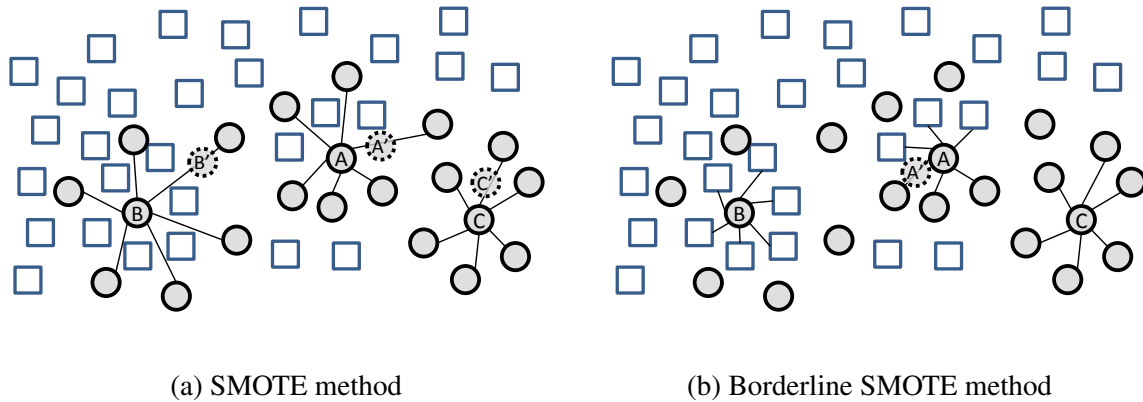 A
A'
B'
B
C'
C
A
A'
B
C
(a) SMOTE method
(b) Borderline SMOTE method